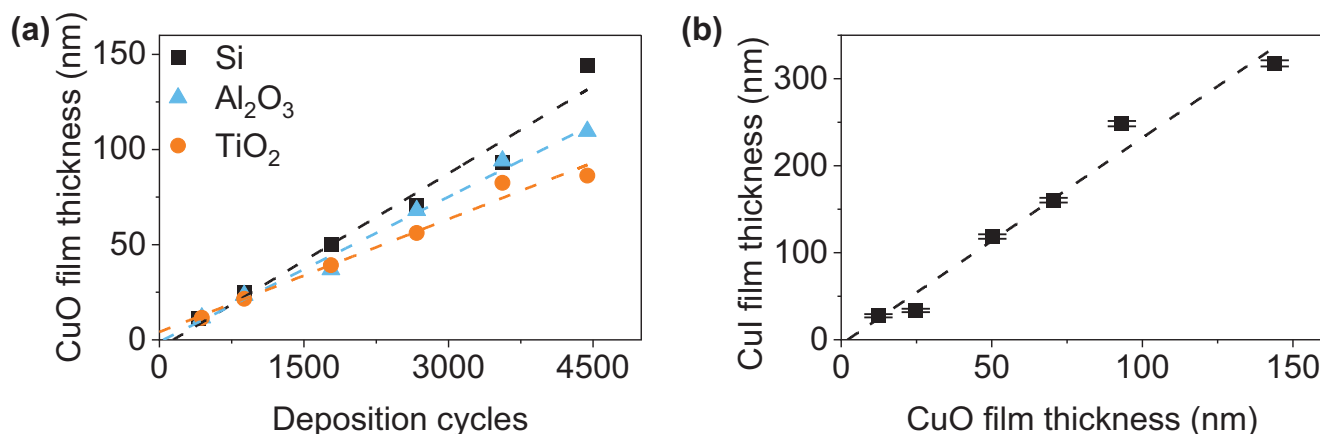 (a)
CuO film thickness (nm)
150
100
50
0
Si
Al₂O₃
TiO₂
0 1500 3000 4500
Deposition cycles
(b)
CuI film thickness (nm)
300
200
100
0
0 50 100 150
CuO film thickness (nm)